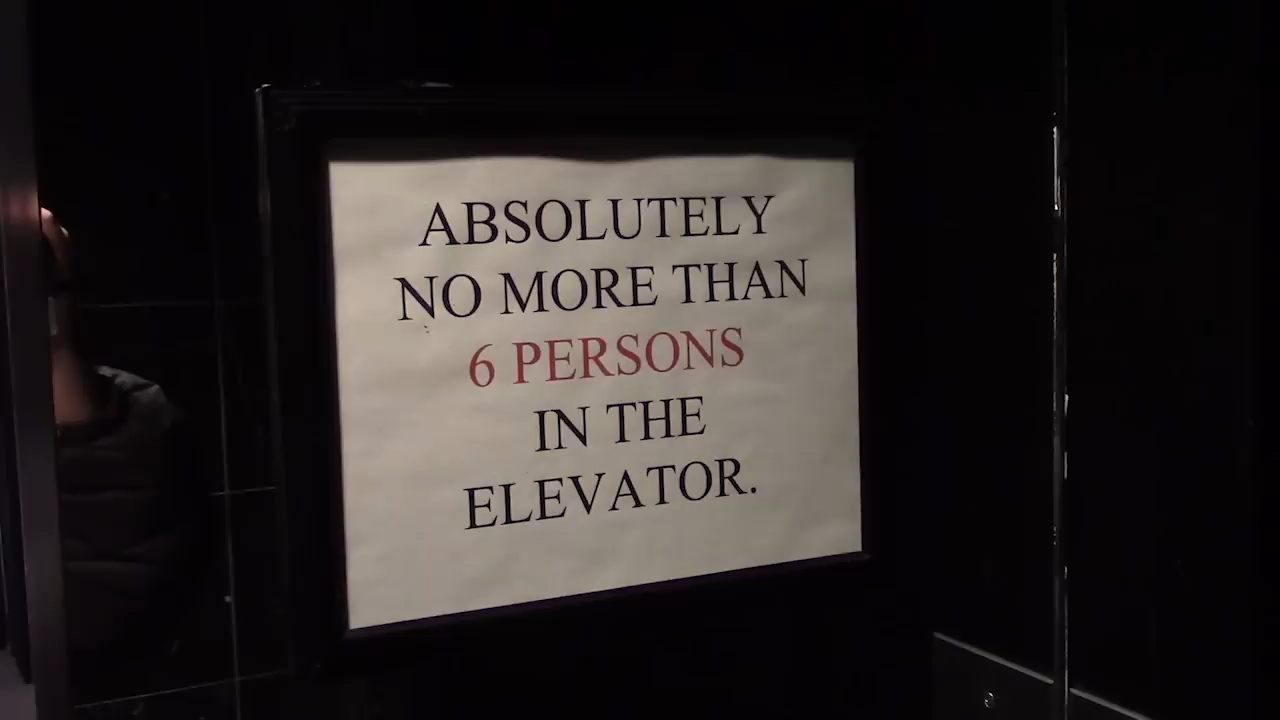 ABSOLUTELY
NO MORE THAN
6 PERSONS
IN THE
ELEVATOR.